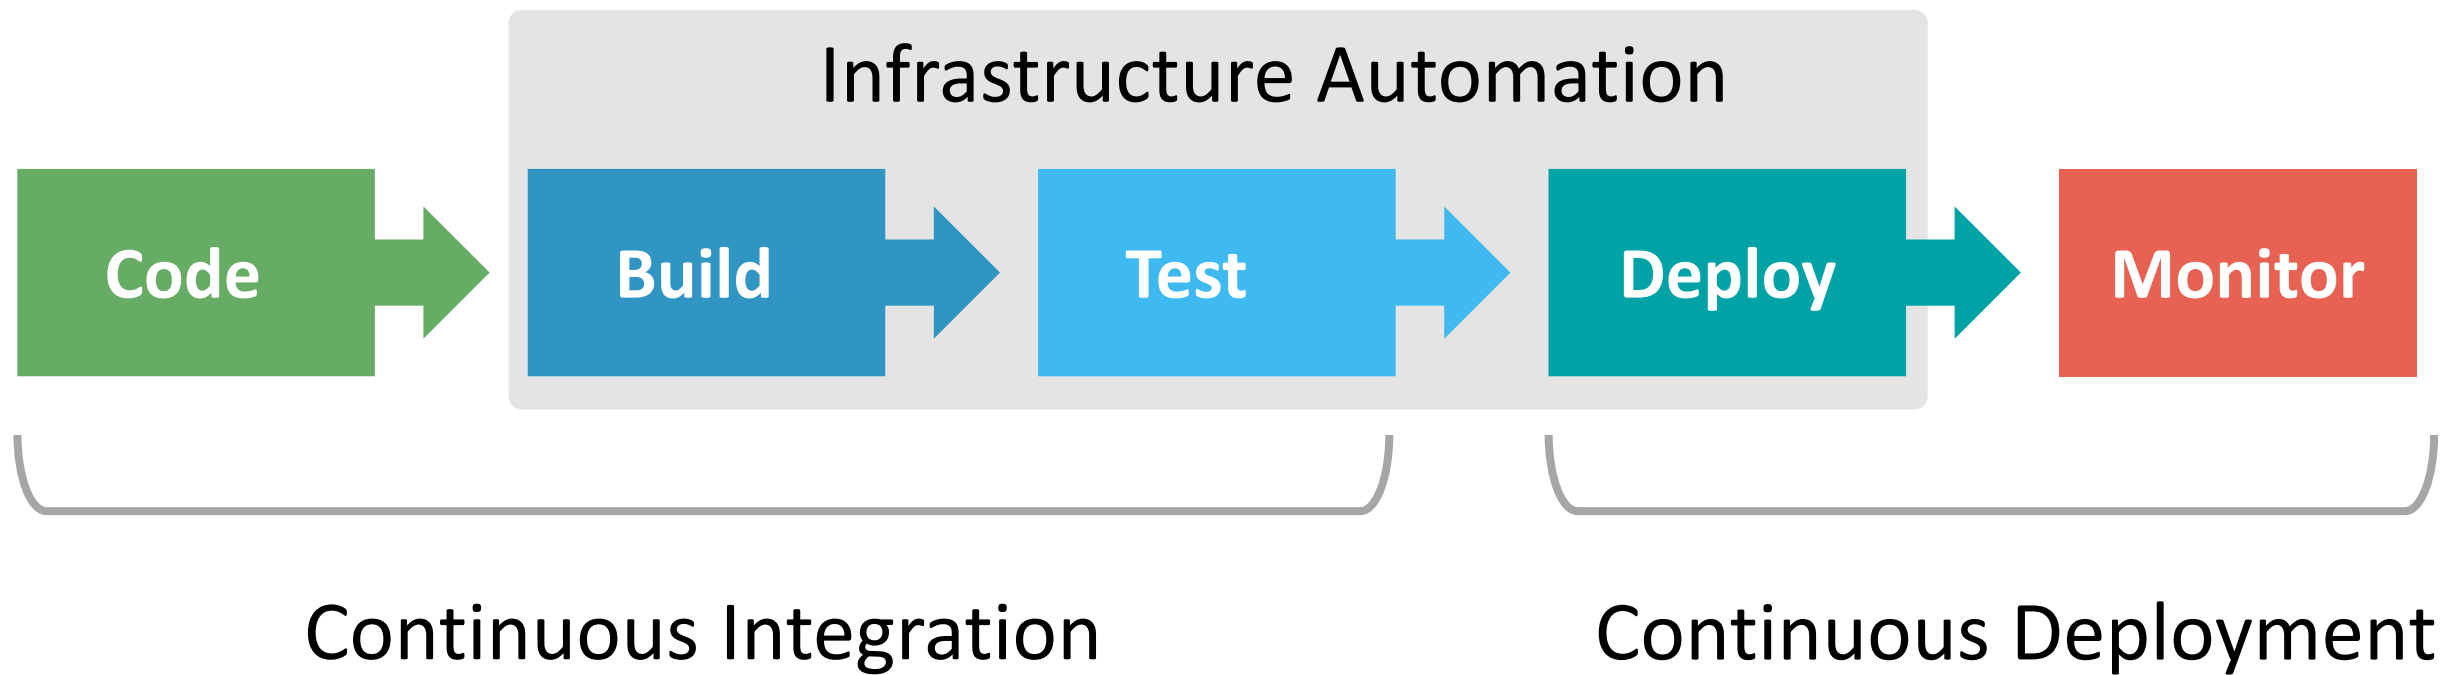 Infrastructure Automation
Code
Build
Test
Deploy
Monitor
Continuous Integration
Continuous Deployment